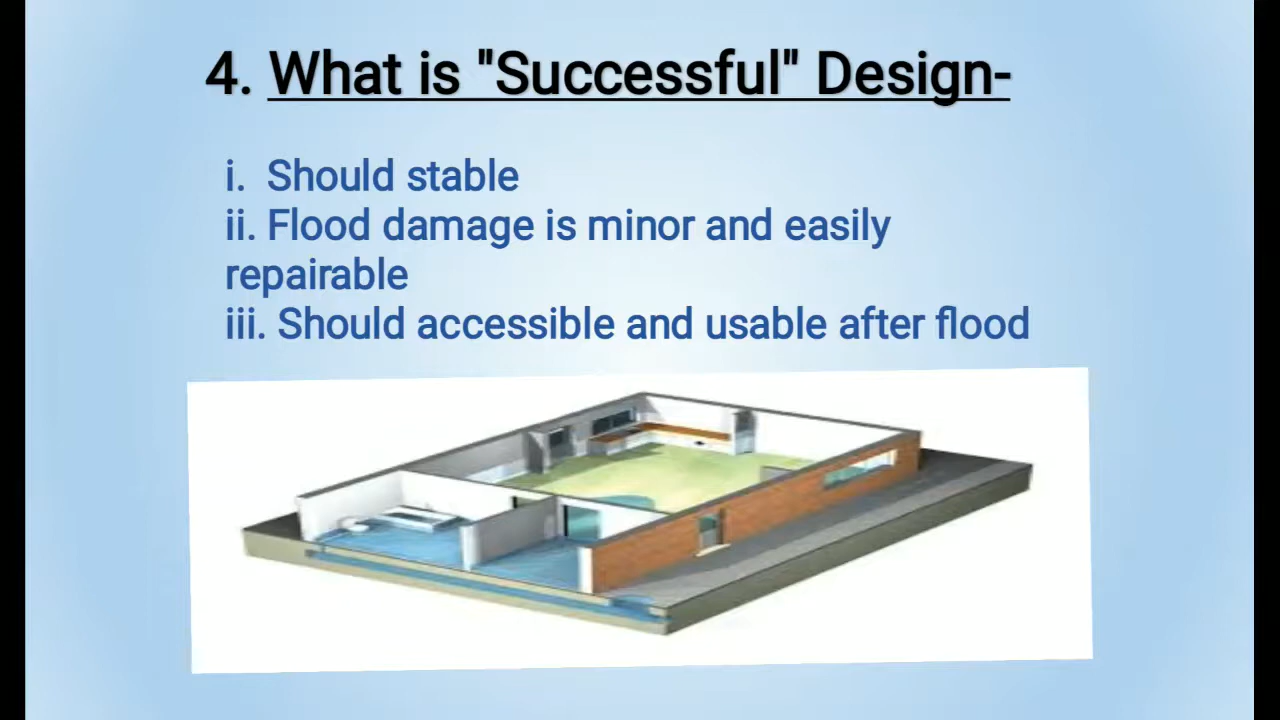 4. What is "Successful" Design-
i. Should stable
ii. Flood damage is minor and easily
repairable
iii. Should accessible and usable after flood